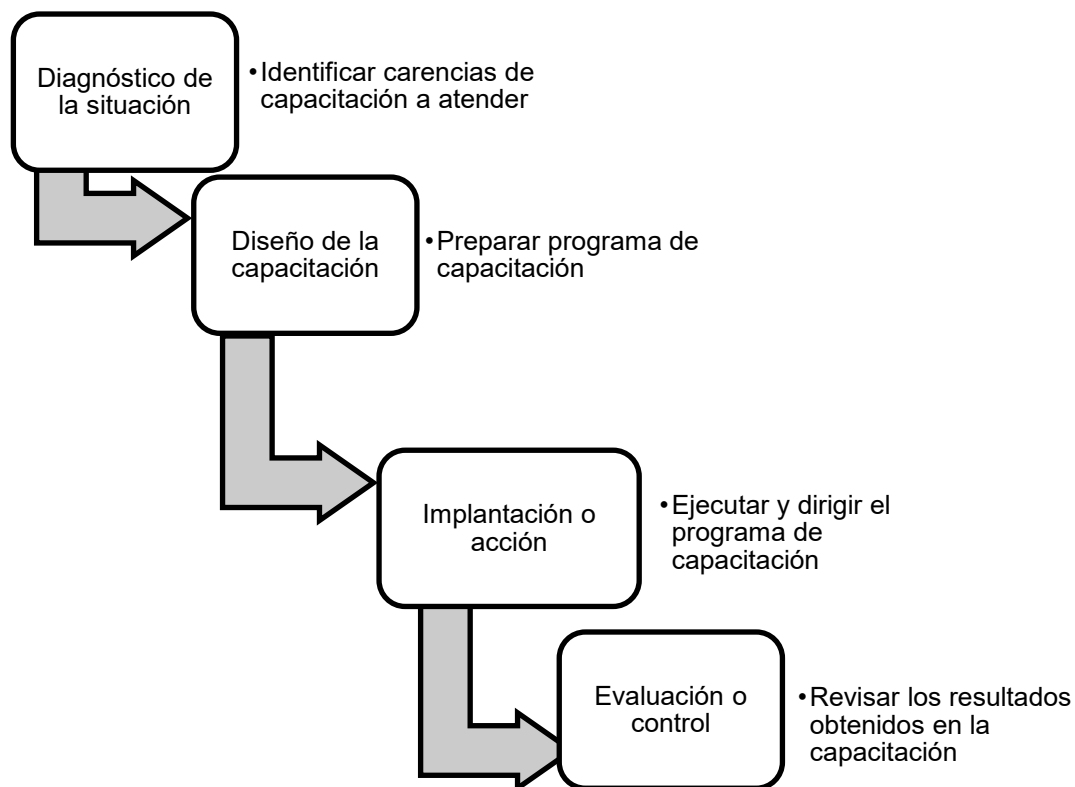 Diagnóstico de
la situación
•Identificar carencias de
capacitación a atender
Diseño de la
capacitación
•Preparar programa de
capacitación
Implantación o
acción
•Ejecutar y dirigir el
programa de
capacitación
Evaluación o
control
•Revisar los resultados
obtenidos en la
capacitación